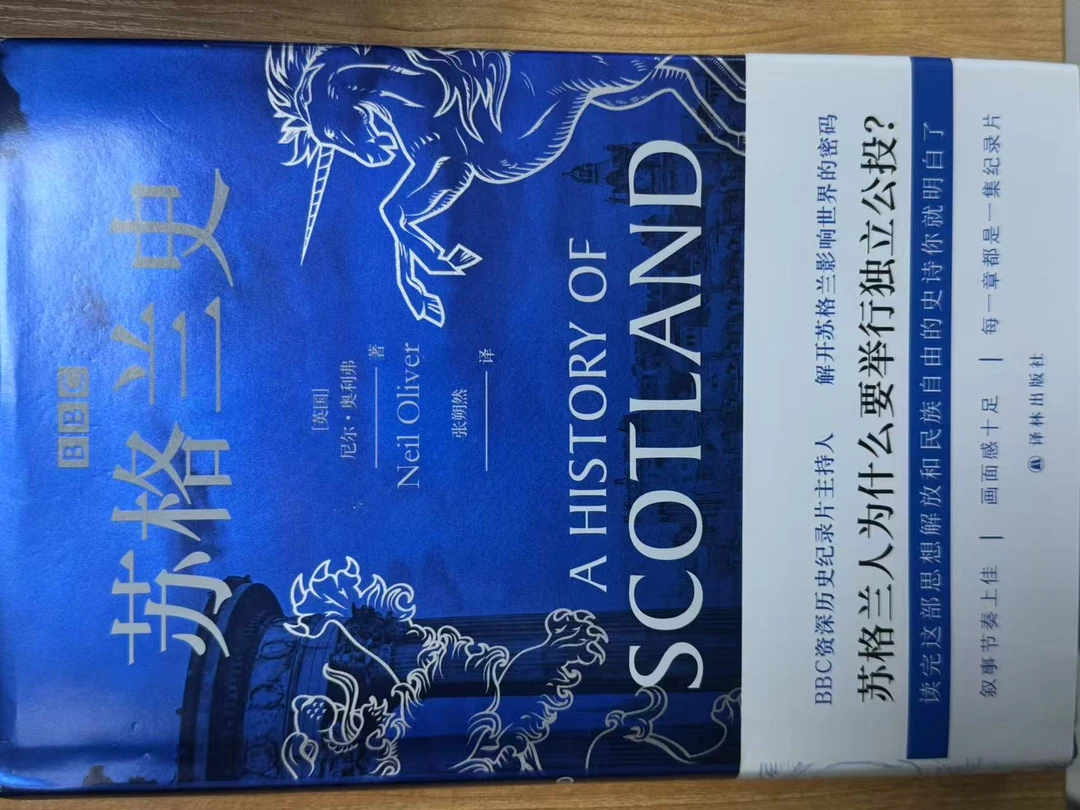 BBC
苏格兰史
[英国]
尼尔·奥利弗 著
Neil Oliver
张朔然 译
A HISTORY OF
SCOTLAND
BBC资深历史纪录片主持人 解开苏格兰影响世界的密码
苏格兰人为什么要举行独立公投?
读完这部思想解放和民族自由的史诗你就明白了
叙事节奏上佳 | 画面感十足 | 每一章都是一集纪录片
译林出版社